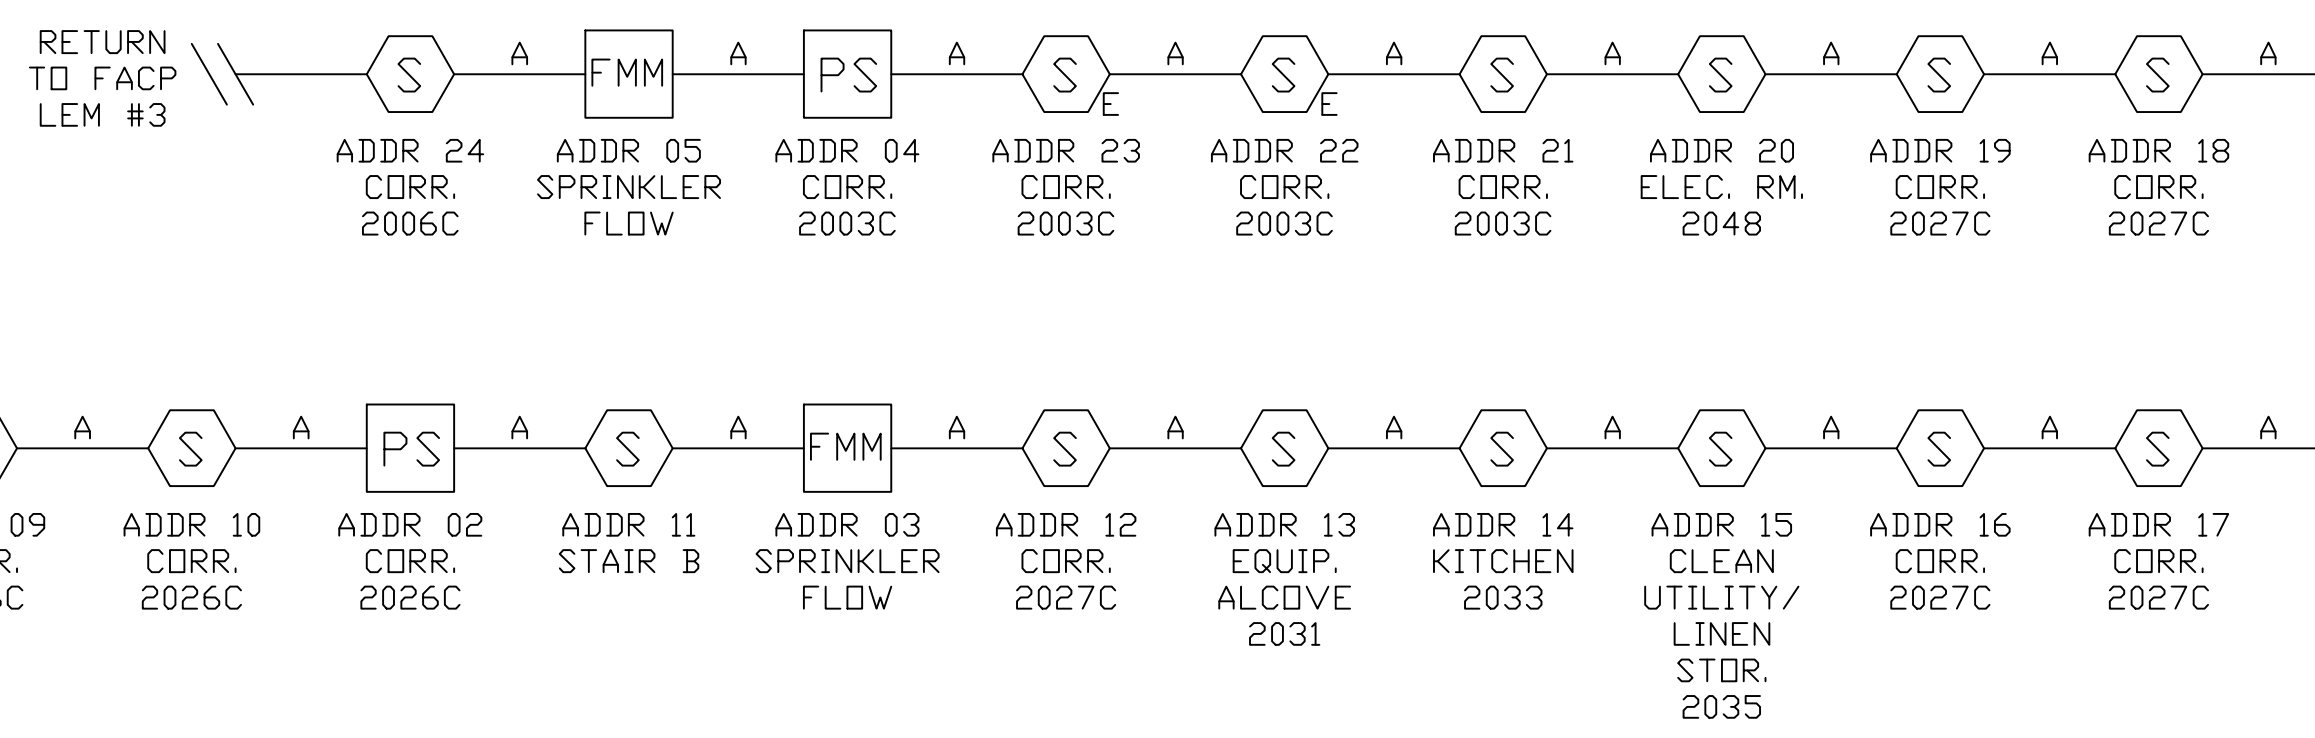 RETURN
TO FACP
LEM #3
A A A A A A A A A
S FMM PS S S S S S S
E E
ADDR 24
CORR.
2006C
ADDR 05
SPRINKLER
FLOW
ADDR 04
CORR.
2003C
ADDR 23
CORR.
2003C
ADDR 22
CORR.
2003C
ADDR 21
CORR.
2003C
ADDR 20
ELEC. RM.
2048
ADDR 19
CORR.
2027C
ADDR 18
CORR.
2027C
A A A A A A A A A A A
S PS S FMM S S S S S S
09
R.
C
ADDR 10
CORR.
2026C
ADDR 02
CORR.
2026C
ADDR 11
STAIR B
ADDR 03
SPRINKLER
FLOW
ADDR 12
CORR.
2027C
ADDR 13
EQUIP.
ALCOVE
2031
ADDR 14
KITCHEN
2033
ADDR 15
CLEAN
UTILITY/
LINEN
STOR.
2035
ADDR 16
CORR.
2027C
ADDR 17
CORR.
2027C